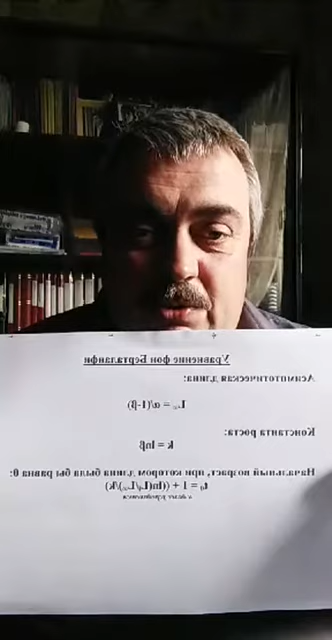 Уравнение фон Берталанфи
Асимптотическая длина:
L∞ = α/(1-β)
Константа роста:
k = lnβ
Начальный возраст, при котором длина была бы равна 0:
t₀ = 1 + (ln(L₁/L∞)/k)